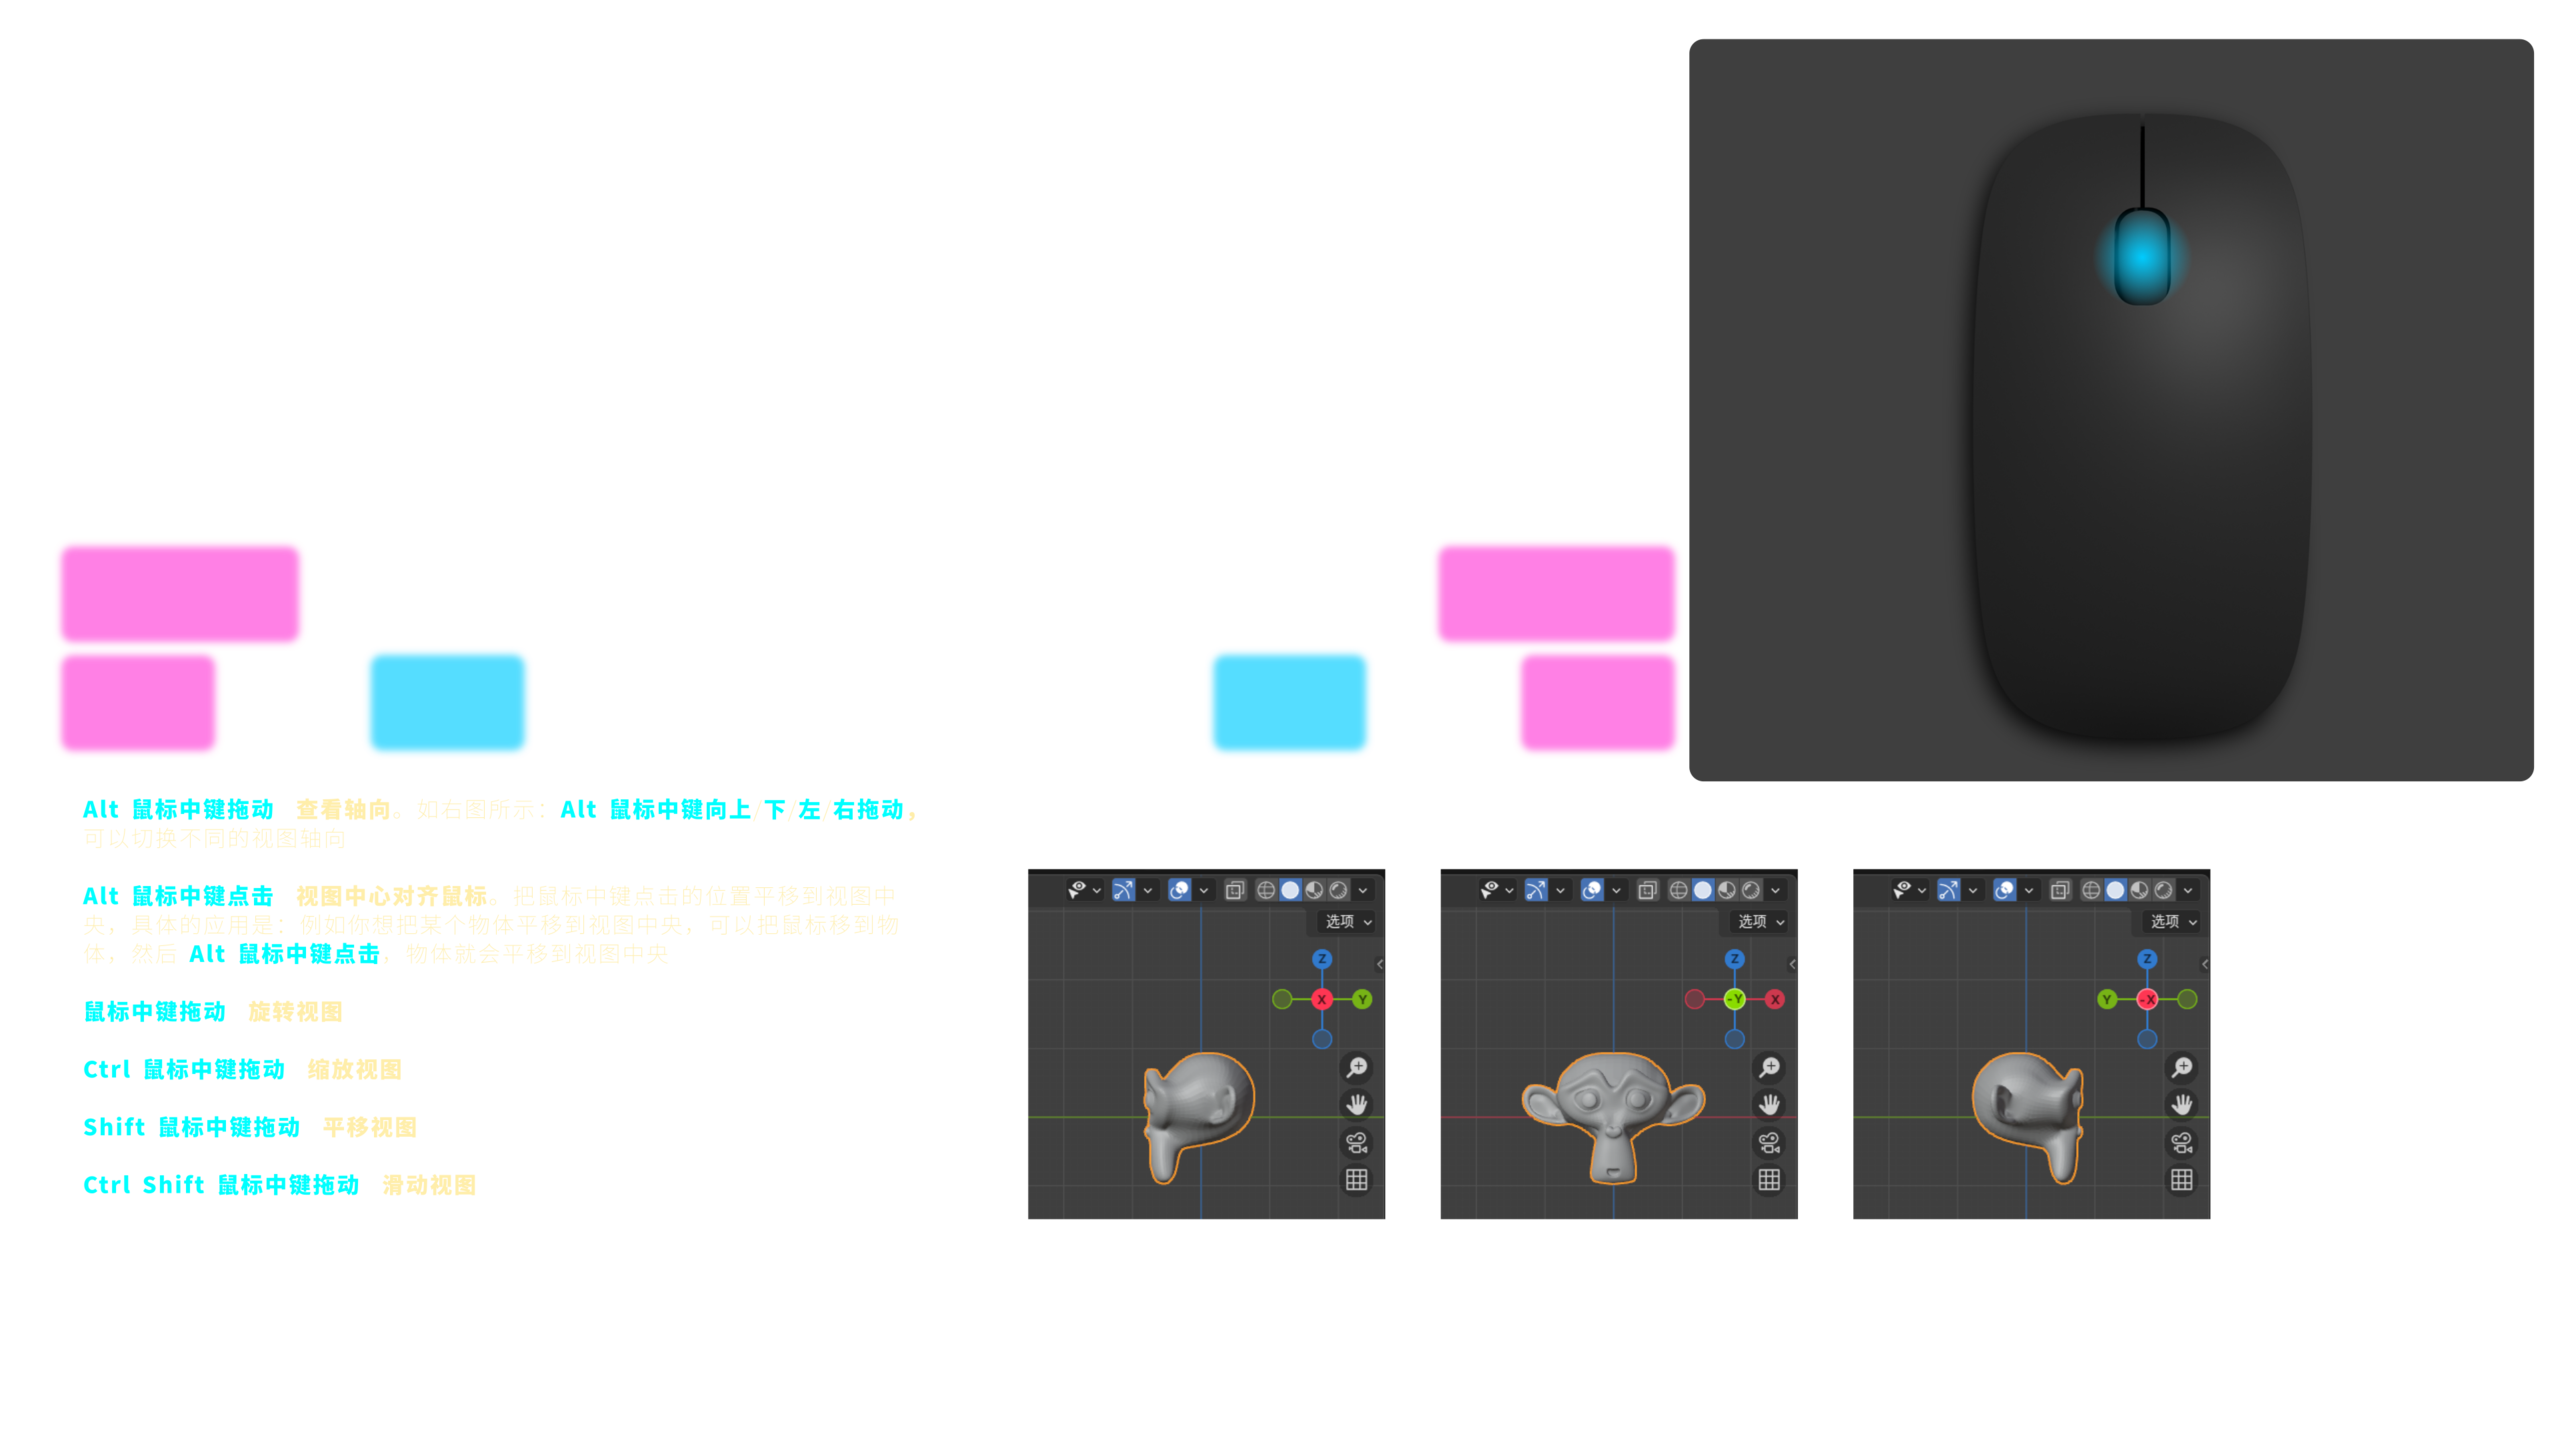 Alt 鼠标中键拖动 查看轴向。如右图所示：Alt 鼠标中键向上/下/左/右拖动，
可以切换不同的视图轴向
Alt 鼠标中键点击 视图中心对齐鼠标。把鼠标中键点击的位置平移到视图中
央，具体的应用是：例如你想把某个物体平移到视图中央，可以把鼠标移到物
体，然后 Alt 鼠标中键点击，物体就会平移到视图中央
鼠标中键拖动 旋转视图
Ctrl 鼠标中键拖动 缩放视图
Shift 鼠标中键拖动 平移视图
Ctrl Shift 鼠标中键拖动 滑动视图
选项
Z
X Y
选项
Z
-Y X
选项
Z
Y -X